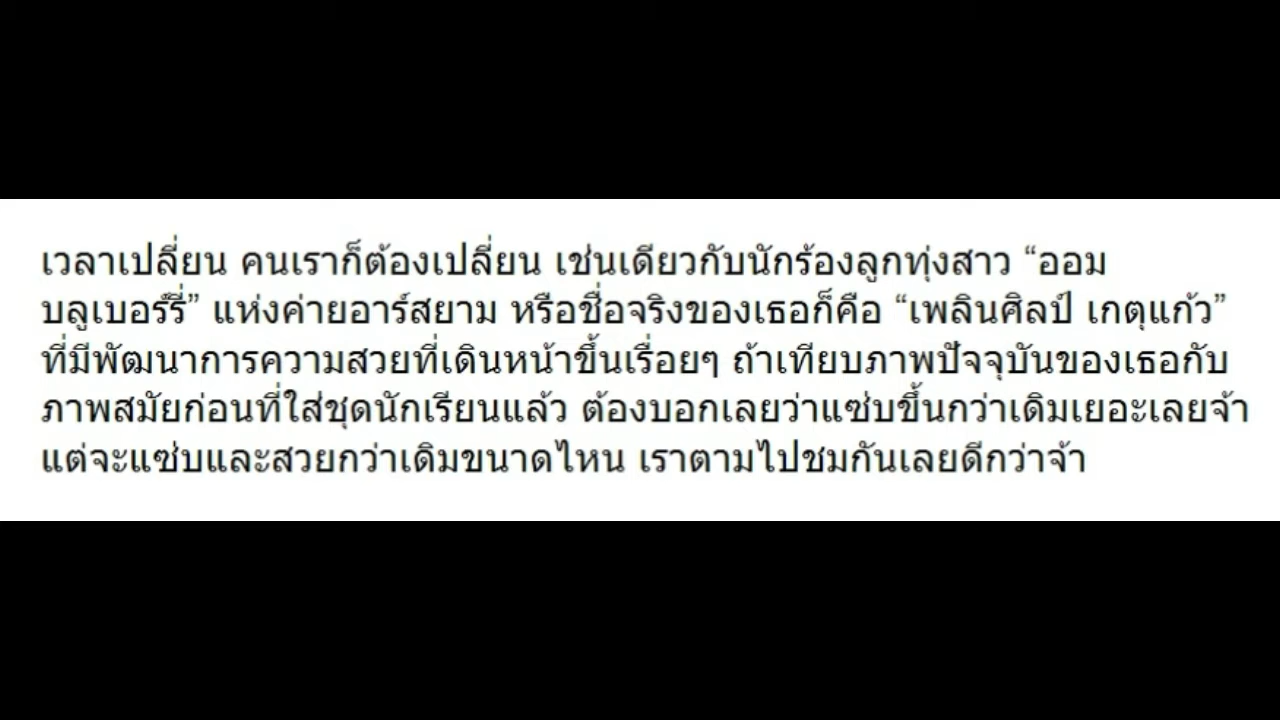 เวลาเปลี่ยน คนเราก็ต้องเปลี่ยน เช่นเดียวกับนักร้องลูกทุ่งสาว “ออม
บลูเบอร์รี่” แห่งค่ายอาร์สยาม หรือชื่อจริงของเธอก็คือ “เพลินศิลป์ เกตุแก้ว”
ที่มีพัฒนาการความสวยที่เดินหน้าขึ้นเรื่อยๆ ถ้าเทียบภาพปัจจุบันของเธอกับ
ภาพสมัยก่อนที่ใส่ชุดนักเรียนแล้ว ต้องบอกเลยว่าแซ่บขึ้นกว่าเดิมเยอะเลยจ้า
แต่จะแซ่บและสวยกว่าเดิมขนาดไหน เราตามไปชมกันเลยดีกว่าจ้า